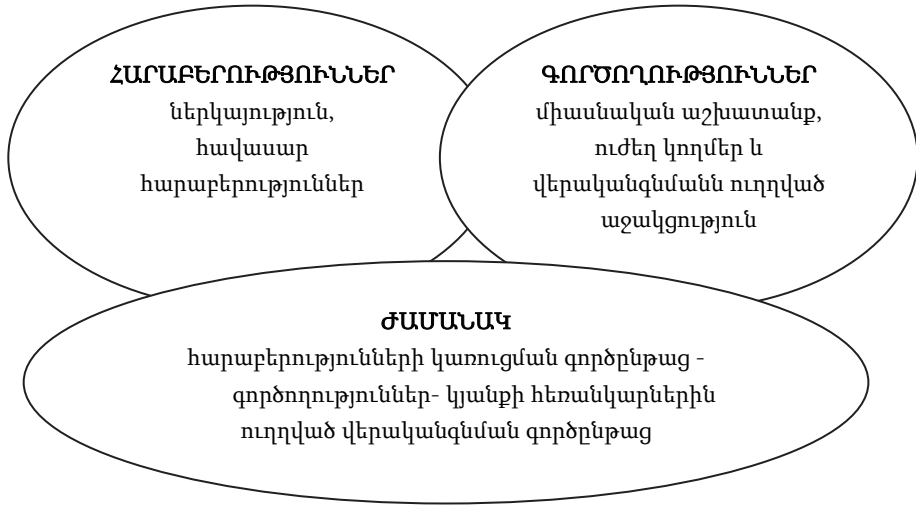 ՀԱՐԱԲԵՐՈՒԹՅՈՒՆՆԵՐ
ներկայություն,
հավասար
հարաբերություններ
ԳՈՐԾՈՂՈՒԹՅՈՒՆՆԵՐ
միասնական աշխատանք,
ուժեղ կողմեր և
վերականգնմանն ուղղված
աջակցություն
ԺԱՄԱՆԱԿ
հարաբերությունների կառուցման գործընթաց -
գործողություններ- կյանքի հեռանկարներին
ուղղված վերականգնման գործընթաց